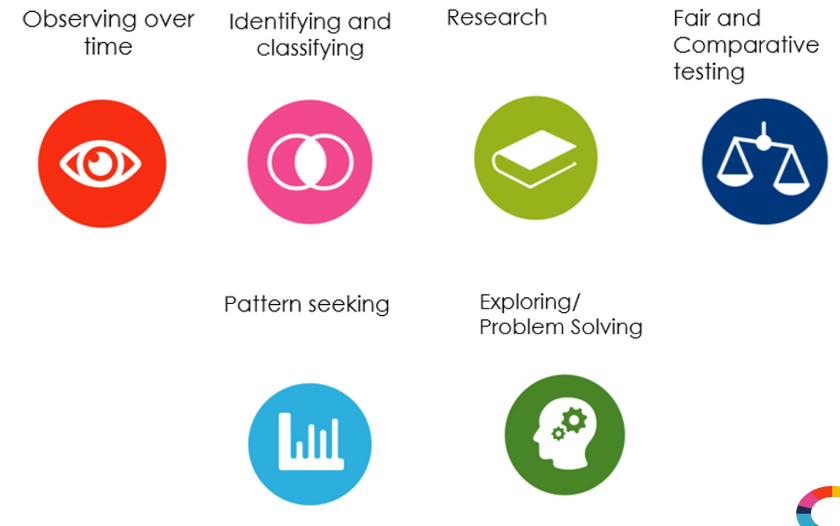 Observing over
time
Identifying and
classifying
Research
Fair and
Comparative
testing
Pattern seeking
Exploring/
Problem Solving